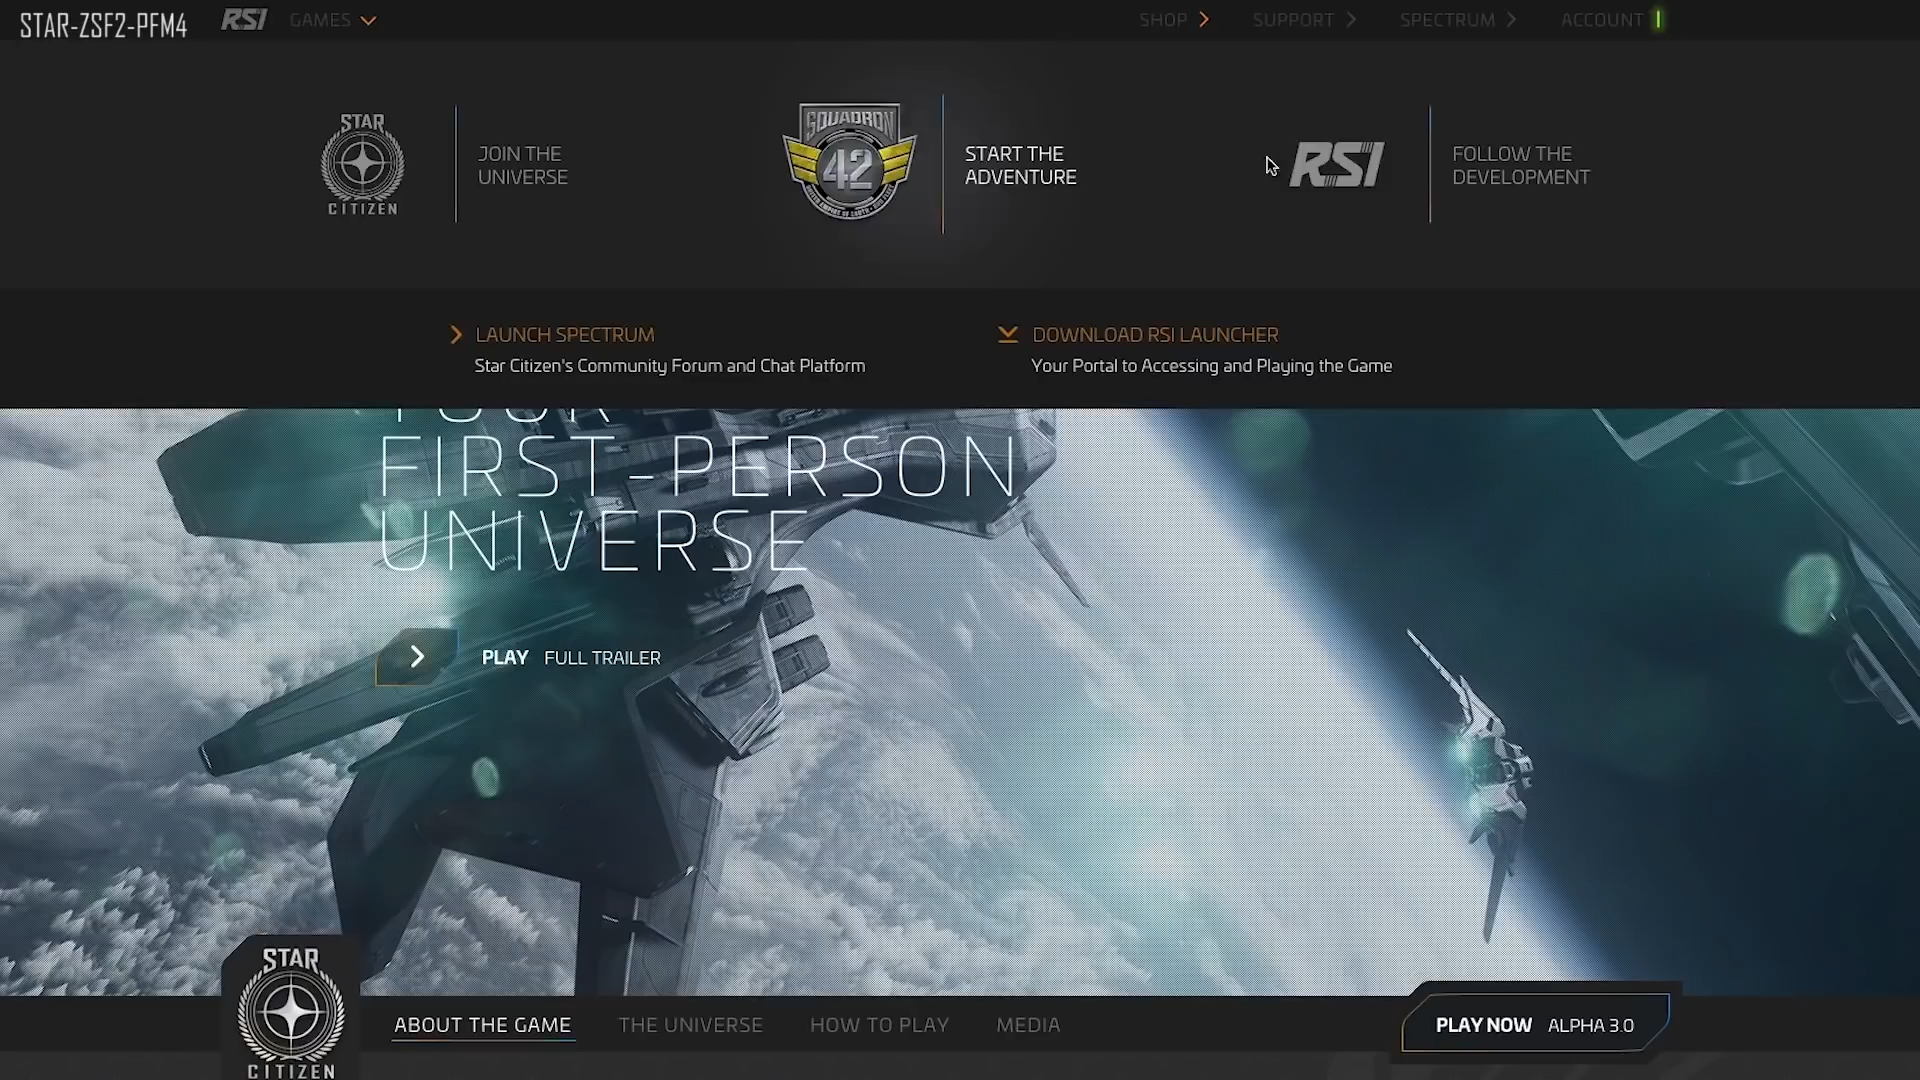 STAR-ZSF2-PFM4
RSI
GAMES
SHOP
SUPPORT
SPECTRUM
ACCOUNT
STAR
CITIZEN
JOIN THE
UNIVERSE
SQUADRON
42
START THE
ADVENTURE
RSI
FOLLOW THE
DEVELOPMENT
LAUNCH SPECTRUM
Star Citizen's Community Forum and Chat Platform
DOWNLOAD RSI LAUNCHER
Your Portal to Accessing and Playing the Game
YOUR
FIRST-PERSON
UNIVERSE
PLAY FULL TRAILER
STAR
CITIZEN
ABOUT THE GAME
THE UNIVERSE
HOW TO PLAY
MEDIA
PLAY NOW ALPHA 3.0